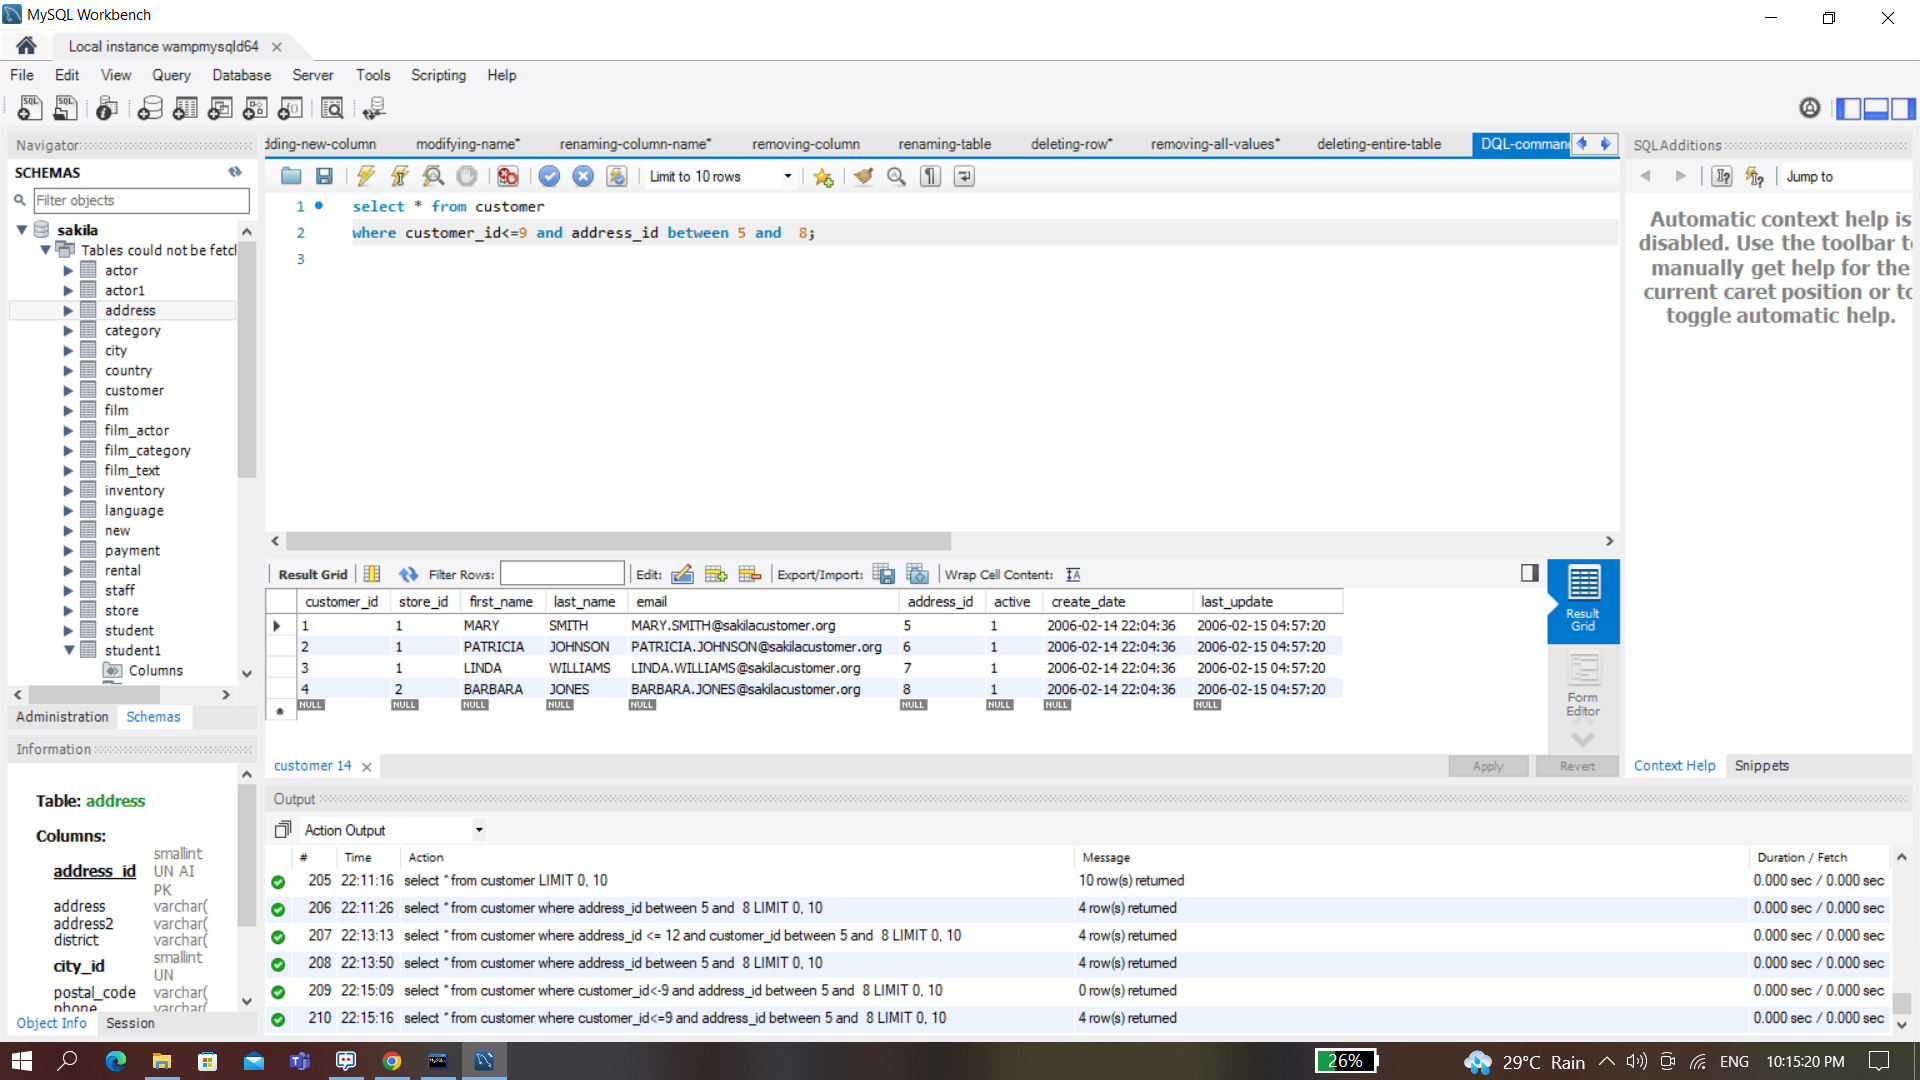 MySQL Workbench
Local instance wampmysqld64
File Edit View Query Database Server Tools Scripting Help
Navigator
SCHEMAS
Filter objects
sakila
Tables could not be fetcl
actor
actor1
address
category
city
country
customer
film
film_actor
film_category
film_text
inventory
language
new
payment
rental
staff
store
student
student1
Columns
Administration Schemas
Information
Table: address
Columns:
address_id smallint UN AI PK
address varchar(
address2 varchar(
district varchar(
city_id smallint UN
postal_code varchar(
phone varchar(
Object Info Session
dding-new-column modifying-name* renaming-column-name* removing-column renaming-table deleting-row* removing-all-values* deleting-entire-table DQL-comman
Limit to 10 rows
1 select * from customer
2 where customer_id<=9 and address_id between 5 and  8;
3
Result Grid Filter Rows: Edit: Export/Import: Wrap Cell Content:
customer_id store_id first_name last_name email address_id active create_date last_update
1 1 MARY SMITH MARY.SMITH@sakilacustomer.org 5 1 2006-02-14 22:04:36 2006-02-15 04:57:20
2 1 PATRICIA JOHNSON PATRICIA.JOHNSON@sakilacustomer.org 6 1 2006-02-14 22:04:36 2006-02-15 04:57:20
3 1 LINDA WILLIAMS LINDA.WILLIAMS@sakilacustomer.org 7 1 2006-02-14 22:04:36 2006-02-15 04:57:20
4 2 BARBARA JONES BARBARA.JONES@sakilacustomer.org 8 1 2006-02-14 22:04:36 2006-02-15 04:57:20
NULL NULL NULL NULL NULL NULL NULL NULL NULL
Result Grid
Form Editor
customer 14
Apply Revert
SQLAdditions
Jump to
Automatic context help is
disabled. Use the toolbar t
manually get help for the
current caret position or to
toggle automatic help.
Context Help Snippets
Output
Action Output
# Time Action Message Duration / Fetch
205 22:11:16 select * from customer LIMIT 0, 10 10 row(s) returned 0.000 sec / 0.000 sec
206 22:11:26 select * from customer where address_id between 5 and  8 LIMIT 0, 10 4 row(s) returned 0.000 sec / 0.000 sec
207 22:13:13 select * from customer where address_id <= 12 and customer_id between 5 and  8 LIMIT 0, 10 4 row(s) returned 0.000 sec / 0.000 sec
208 22:13:50 select * from customer where address_id between 5 and  8 LIMIT 0, 10 4 row(s) returned 0.000 sec / 0.000 sec
209 22:15:09 select * from customer where customer_id<-9 and address_id between 5 and  8 LIMIT 0, 10 0 row(s) returned 0.000 sec / 0.000 sec
210 22:15:16 select * from customer where customer_id<=9 and address_id between 5 and  8 LIMIT 0, 10 4 row(s) returned 0.000 sec / 0.000 sec
26% 29°C Rain ENG 10:15:20 PM